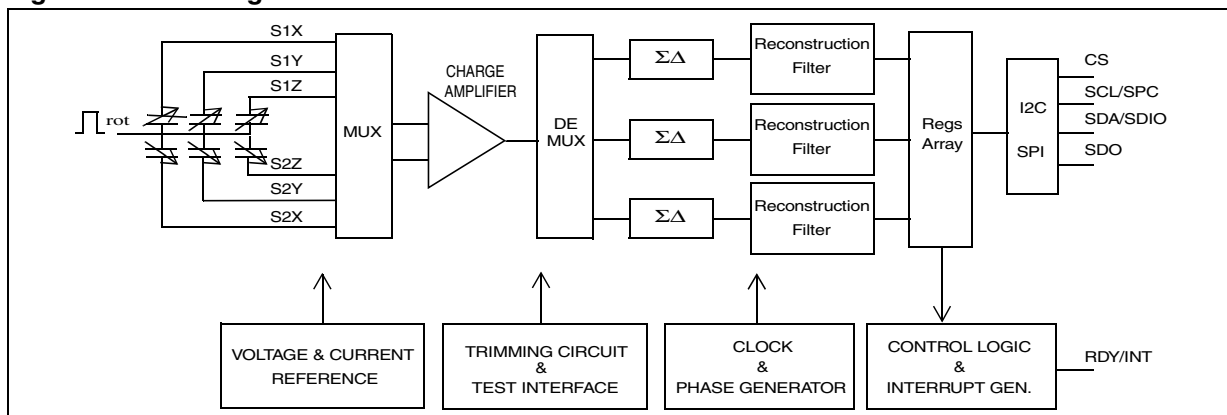 S1X
S1Y
S1Z
rot
S2Z
S2Y
S2X
MUX
CHARGE
AMPLIFIER
DE
MUX
ΣΔ
ΣΔ
ΣΔ
Reconstruction
Filter
Reconstruction
Filter
Reconstruction
Filter
Regs
Array
I2C
SPI
CS
SCL/SPC
SDA/SDIO
SDO
VOLTAGE & CURRENT
REFERENCE
TRIMMING CIRCUIT
&
TEST INTERFACE
CLOCK
&
PHASE GENERATOR
CONTROL LOGIC
&
INTERRUPT GEN.
RDY/INT